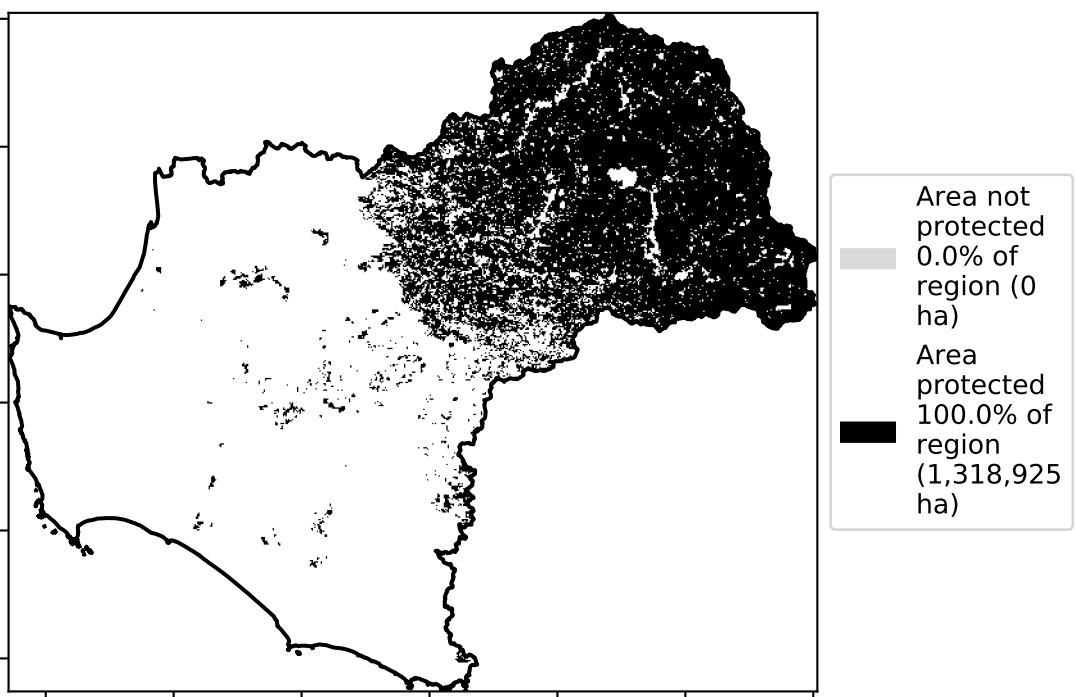 Area not
protected
0.0% of
region (0
ha)
Area
protected
100.0% of
region
(1,318,925
ha)